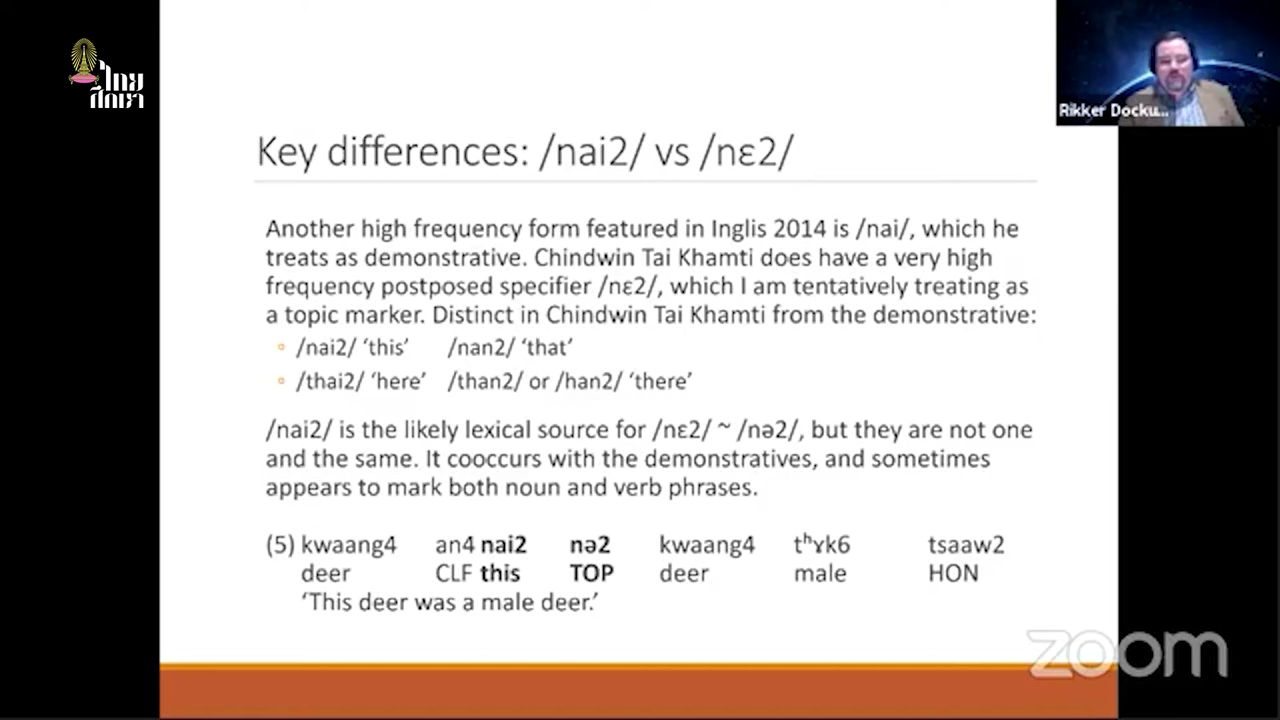 ไทย
ศึกษา
Rikker Docku...
Key differences: /nai2/ vs /nɛ2/
Another high frequency form featured in Inglis 2014 is /nai/, which he
treats as demonstrative. Chindwin Tai Khamti does have a very high
frequency postposed specifier /nɛ2/, which I am tentatively treating as
a topic marker. Distinct in Chindwin Tai Khamti from the demonstrative:
◦ /nai2/ ‘this’ /nan2/ ‘that’
◦ /thai2/ ‘here’ /than2/ or /han2/ ‘there’
/nai2/ is the likely lexical source for /nɛ2/ ~ /nə2/, but they are not one
and the same. It cooccurs with the demonstratives, and sometimes
appears to mark both noun and verb phrases.
(5) kwaang4 an4 nai2 nə2 kwaang4 tʰɤk6 tsaaw2
deer CLF this TOP deer male HON
‘This deer was a male deer.’
zoom